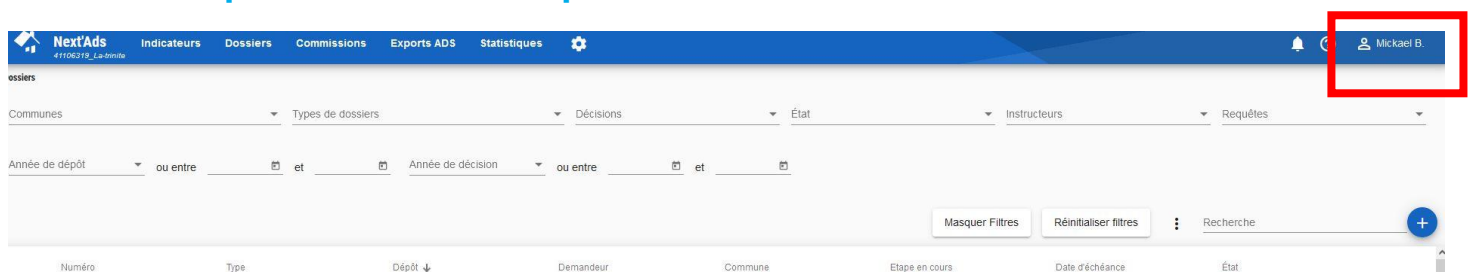 Next'Ads Indicateurs Dossiers Commissions Exports ADS Statistiques Mickael B.
41106319_La-trinite
ossiers
Communes Types de dossiers Décisions État Instructeurs Requêtes
Année de dépôt ou entre et Année de décision ou entre et
Masquer Filtres Réinitialiser filtres Recherche
Numéro Type Dépôt Demandeur Commune Etape en cours Date d'échéance État